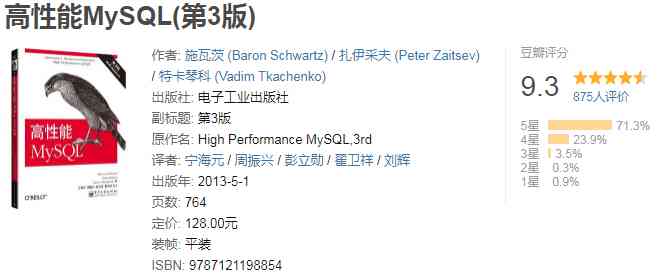 高性能MySQL(第3版)
高性能
MySQL
O'REILLY
作者: 施瓦茨 (Baron Schwartz) / 扎伊采夫 (Peter Zaitsev)
/ 特卡琴科 (Vadim Tkachenko)
出版社: 电子工业出版社
副标题: 第3版
原作名: High Performance MySQL,3rd
译者: 宁海元 / 周振兴 / 彭立勋 / 翟卫祥 / 刘辉
出版年: 2013-5-1
页数: 764
定价: 128.00元
装帧: 平装
ISBN: 9787121198854
豆瓣评分
9.3
875人评价
5星 71.3%
4星 23.9%
3星 3.5%
2星 0.3%
1星 0.9%